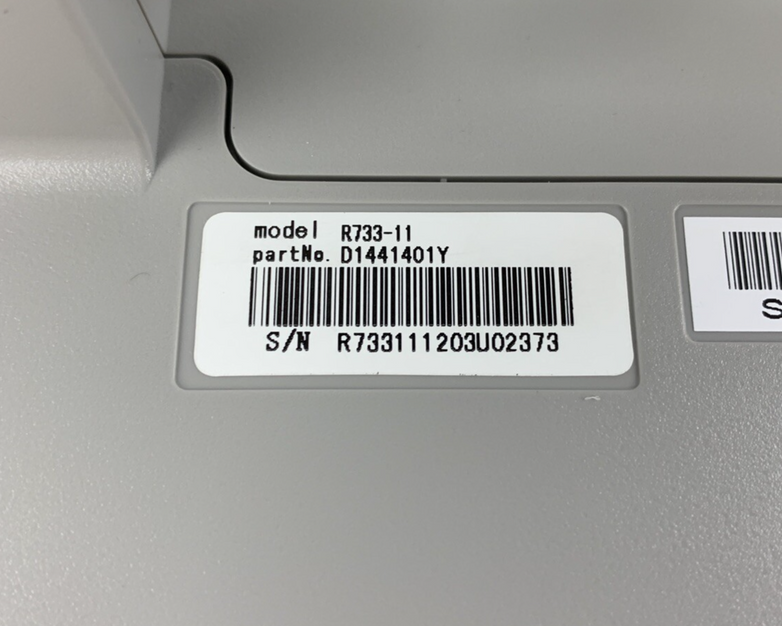 model R733-11
partNo. D1441401Y
S/N R733111203U02373
S